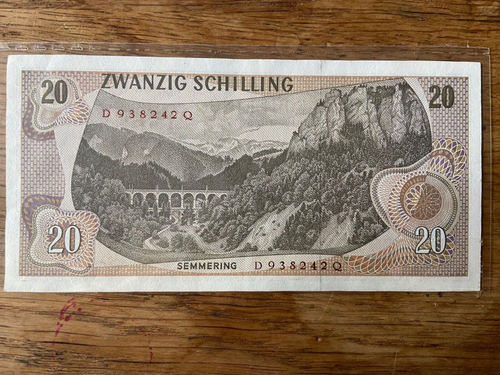 20 ZWANZIG SCHILLING 20
D 938242 Q
20 20
SEMMERING D 938242 Q